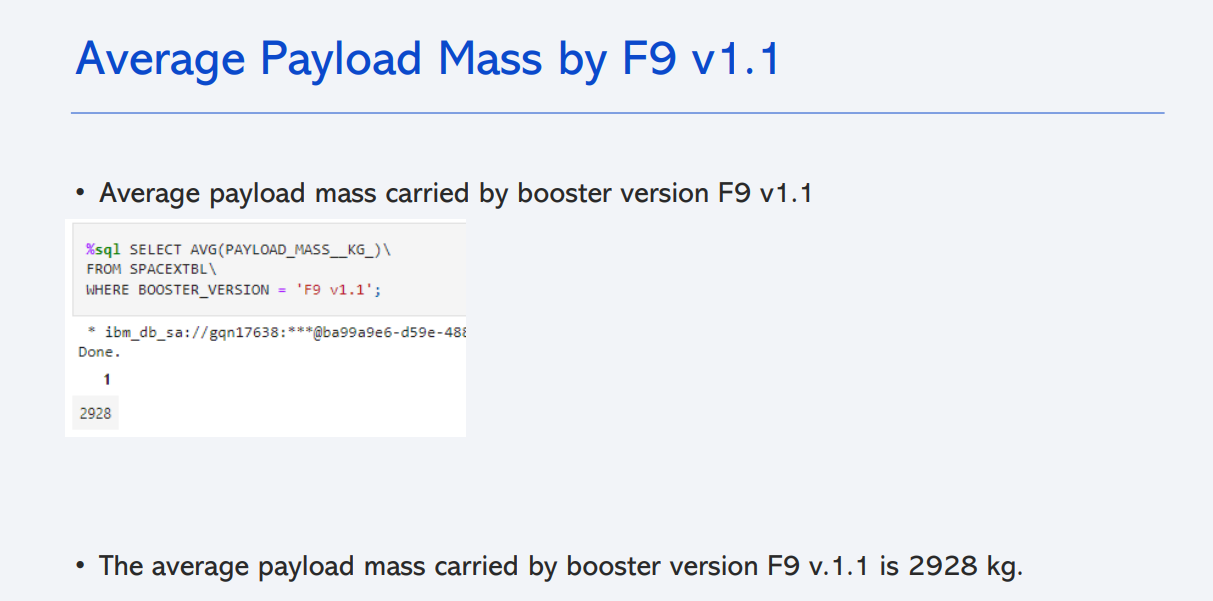 Average Payload Mass by F9 v1.1
• Average payload mass carried by booster version F9 v1.1
%sql SELECT AVG(PAYLOAD_MASS__KG_)\
FROM SPACEXTBL\
WHERE BOOSTER_VERSION = 'F9 v1.1';
* ibm_db_sa://gqn17638:***@ba99a9e6-d59e-488
Done.
1
2928
• The average payload mass carried by booster version F9 v.1.1 is 2928 kg.